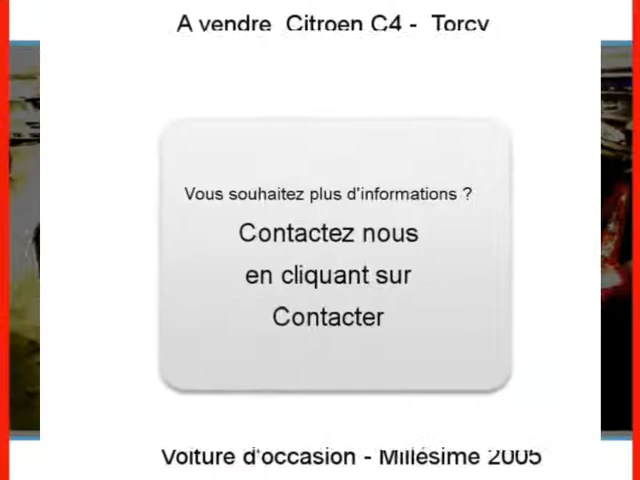 A vendre Citroen C4 - Torcy
Vous souhaitez plus d'informations ?
Contactez nous
en cliquant sur
Contacter
Voiture d'occasion - Millésime 2005